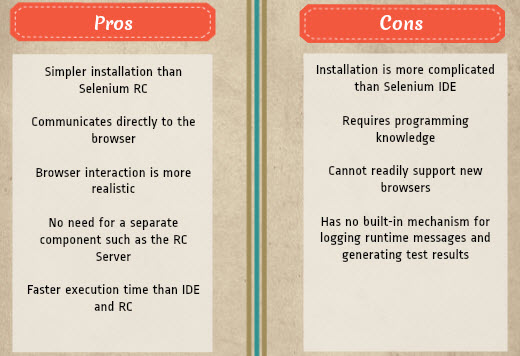 Pros
Simpler installation than
Selenium RC
Communicates directly to the
browser
Browser interaction is more
realistic
No need for a separate
component such as the RC
Server
Faster execution time than IDE
and RC
Cons
Installation is more complicated
than Selenium IDE
Requires programming
knowledge
Cannot readily support new
browsers
Has no built-in mechanism for
logging runtime messages and
generating test results